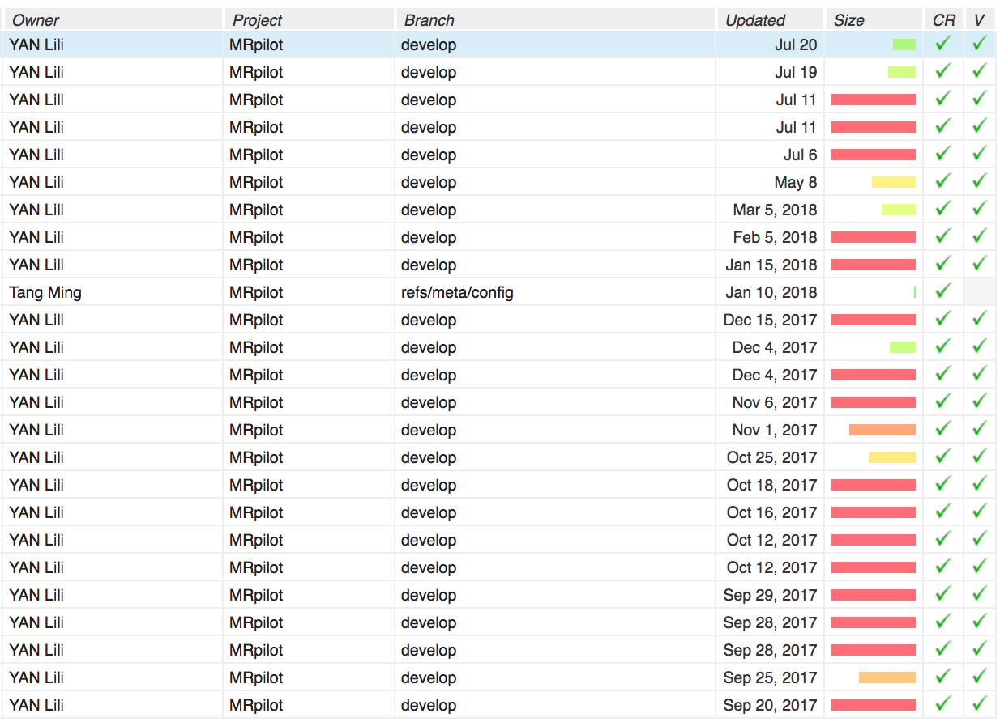 Owner Project Branch Updated Size CR V
YAN Lili MRpilot develop Jul 20
YAN Lili MRpilot develop Jul 19
YAN Lili MRpilot develop Jul 11
YAN Lili MRpilot develop Jul 11
YAN Lili MRpilot develop Jul 6
YAN Lili MRpilot develop May 8
YAN Lili MRpilot develop Mar 5, 2018
YAN Lili MRpilot develop Feb 5, 2018
YAN Lili MRpilot develop Jan 15, 2018
Tang Ming MRpilot refs/meta/config Jan 10, 2018
YAN Lili MRpilot develop Dec 15, 2017
YAN Lili MRpilot develop Dec 4, 2017
YAN Lili MRpilot develop Dec 4, 2017
YAN Lili MRpilot develop Nov 6, 2017
YAN Lili MRpilot develop Nov 1, 2017
YAN Lili MRpilot develop Oct 25, 2017
YAN Lili MRpilot develop Oct 18, 2017
YAN Lili MRpilot develop Oct 16, 2017
YAN Lili MRpilot develop Oct 12, 2017
YAN Lili MRpilot develop Oct 12, 2017
YAN Lili MRpilot develop Sep 29, 2017
YAN Lili MRpilot develop Sep 28, 2017
YAN Lili MRpilot develop Sep 28, 2017
YAN Lili MRpilot develop Sep 25, 2017
YAN Lili MRpilot develop Sep 20, 2017